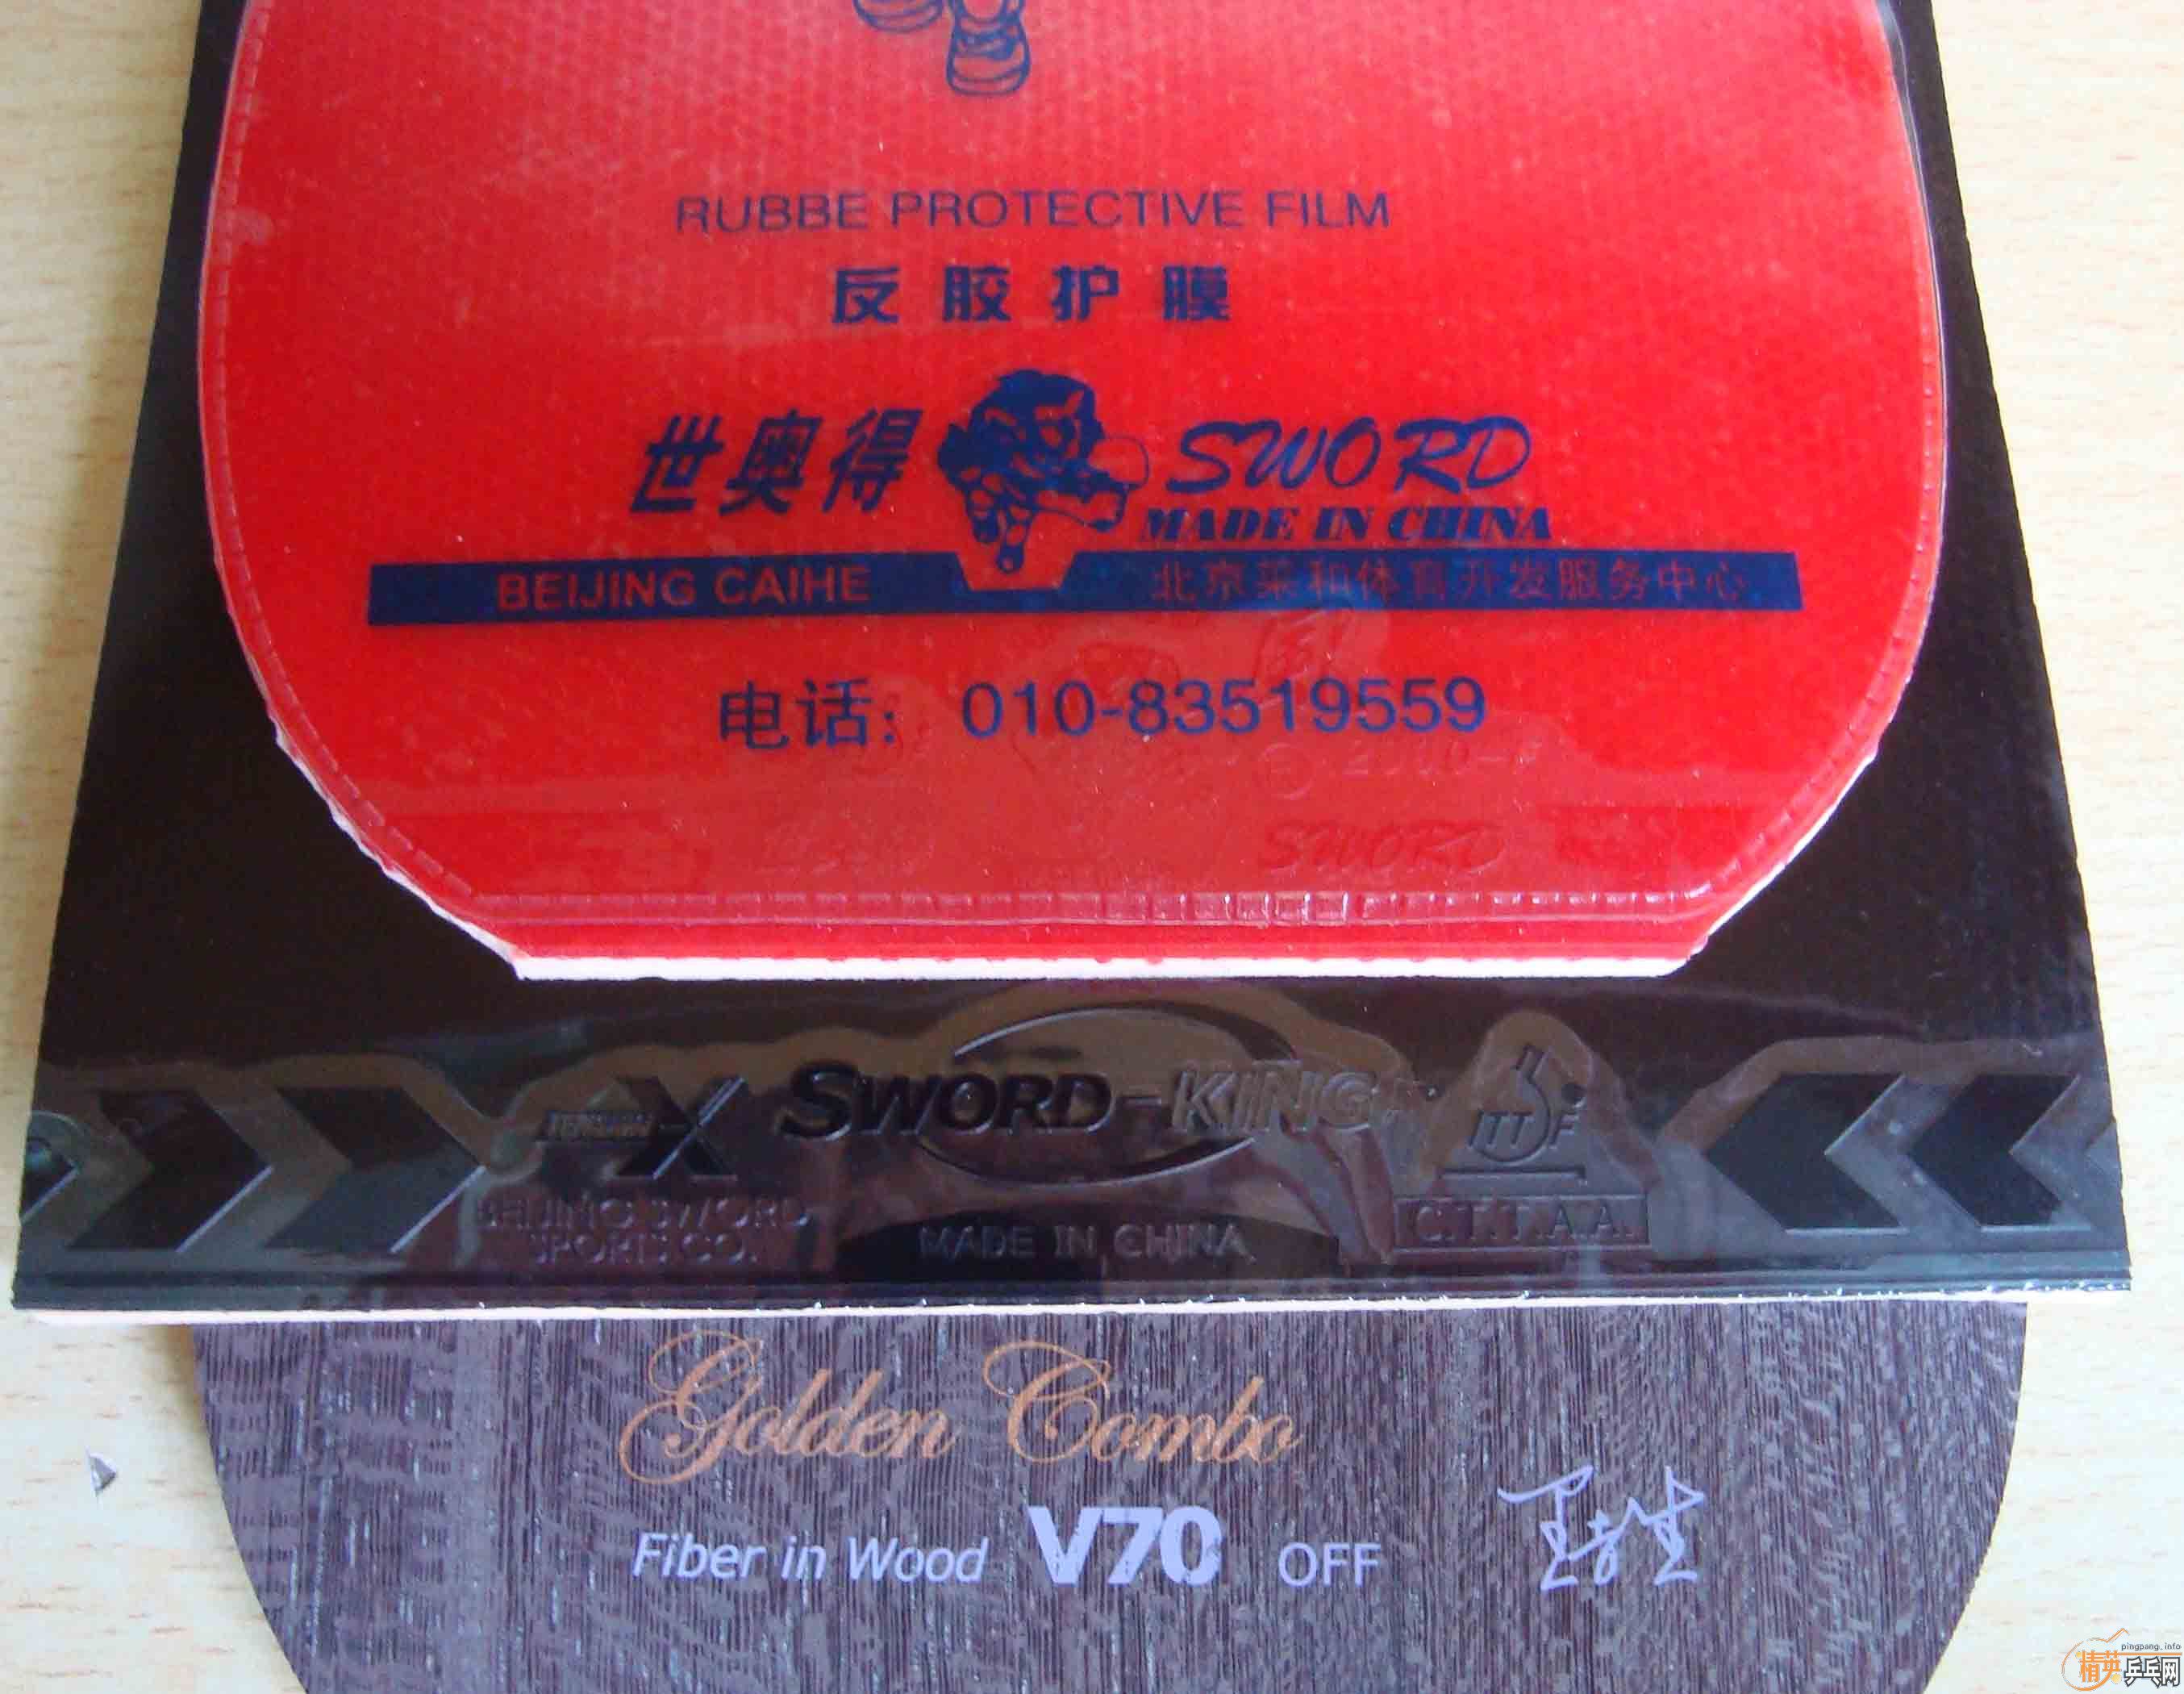 RUBBE PROTECTIVE FILM
反胶护膜
世奥得 SWORD
MADE IN CHINA
BEIJING CAIHE 北京采和体育开发服务中心
电话: 010-83519559
2000-
SWORD
X SWORD-KING ITTF
BEIJING SWORD
SPORTS CO.
MADE IN CHINA C.T.T.A.A.
Golden Combo
Fiber in Wood V70 OFF
pingpang.info
精英乒乓网